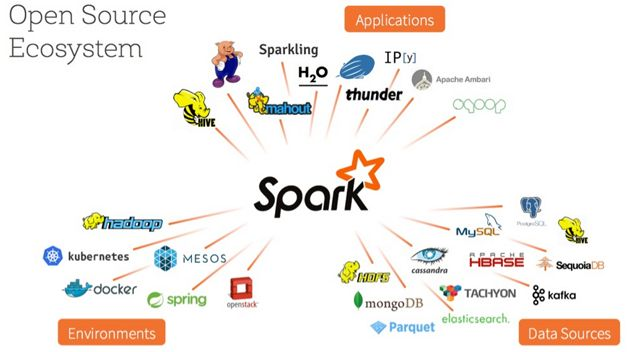 Open Source
Ecosystem
Applications
Sparkling
H2O
IP[y]
Apache Ambari
mahout
thunder
sqoop
HIVE
Spark
hadoop
kubernetes
MESOS
docker
spring
openstack
Environments
PostgreSQL
MySQL
HIVE
cassandra
APACHE
HBASE
SequoiaDB
HDFS
mongoDB
TACHYON
kafka
Parquet
elasticsearch.
Data Sources